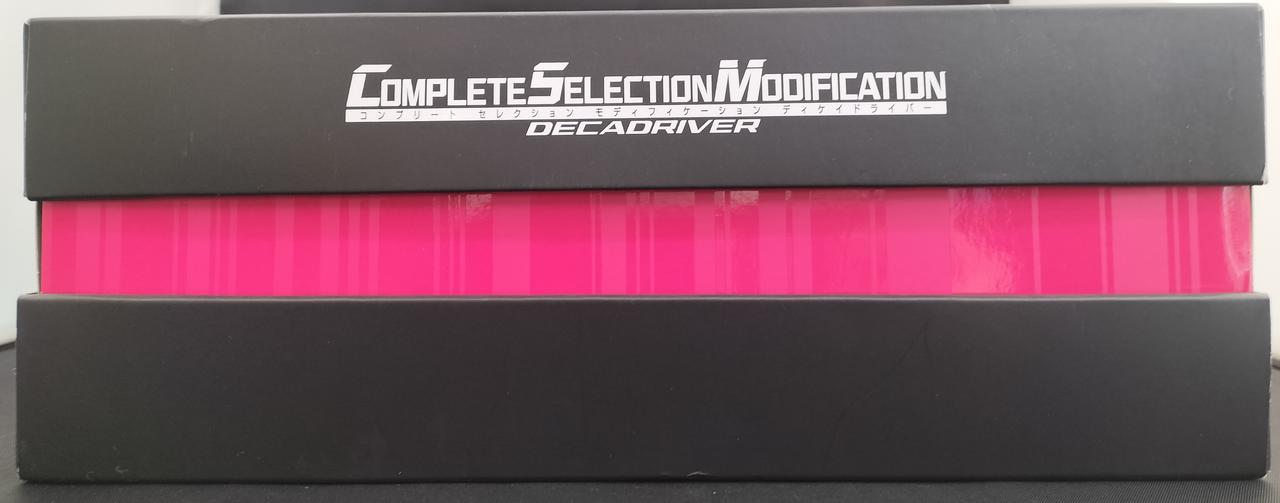 COMPLETE SELECTION MODIFICATION
コンプリート セレクション モディフィケーション ディケイドライバー
DECADRIVER